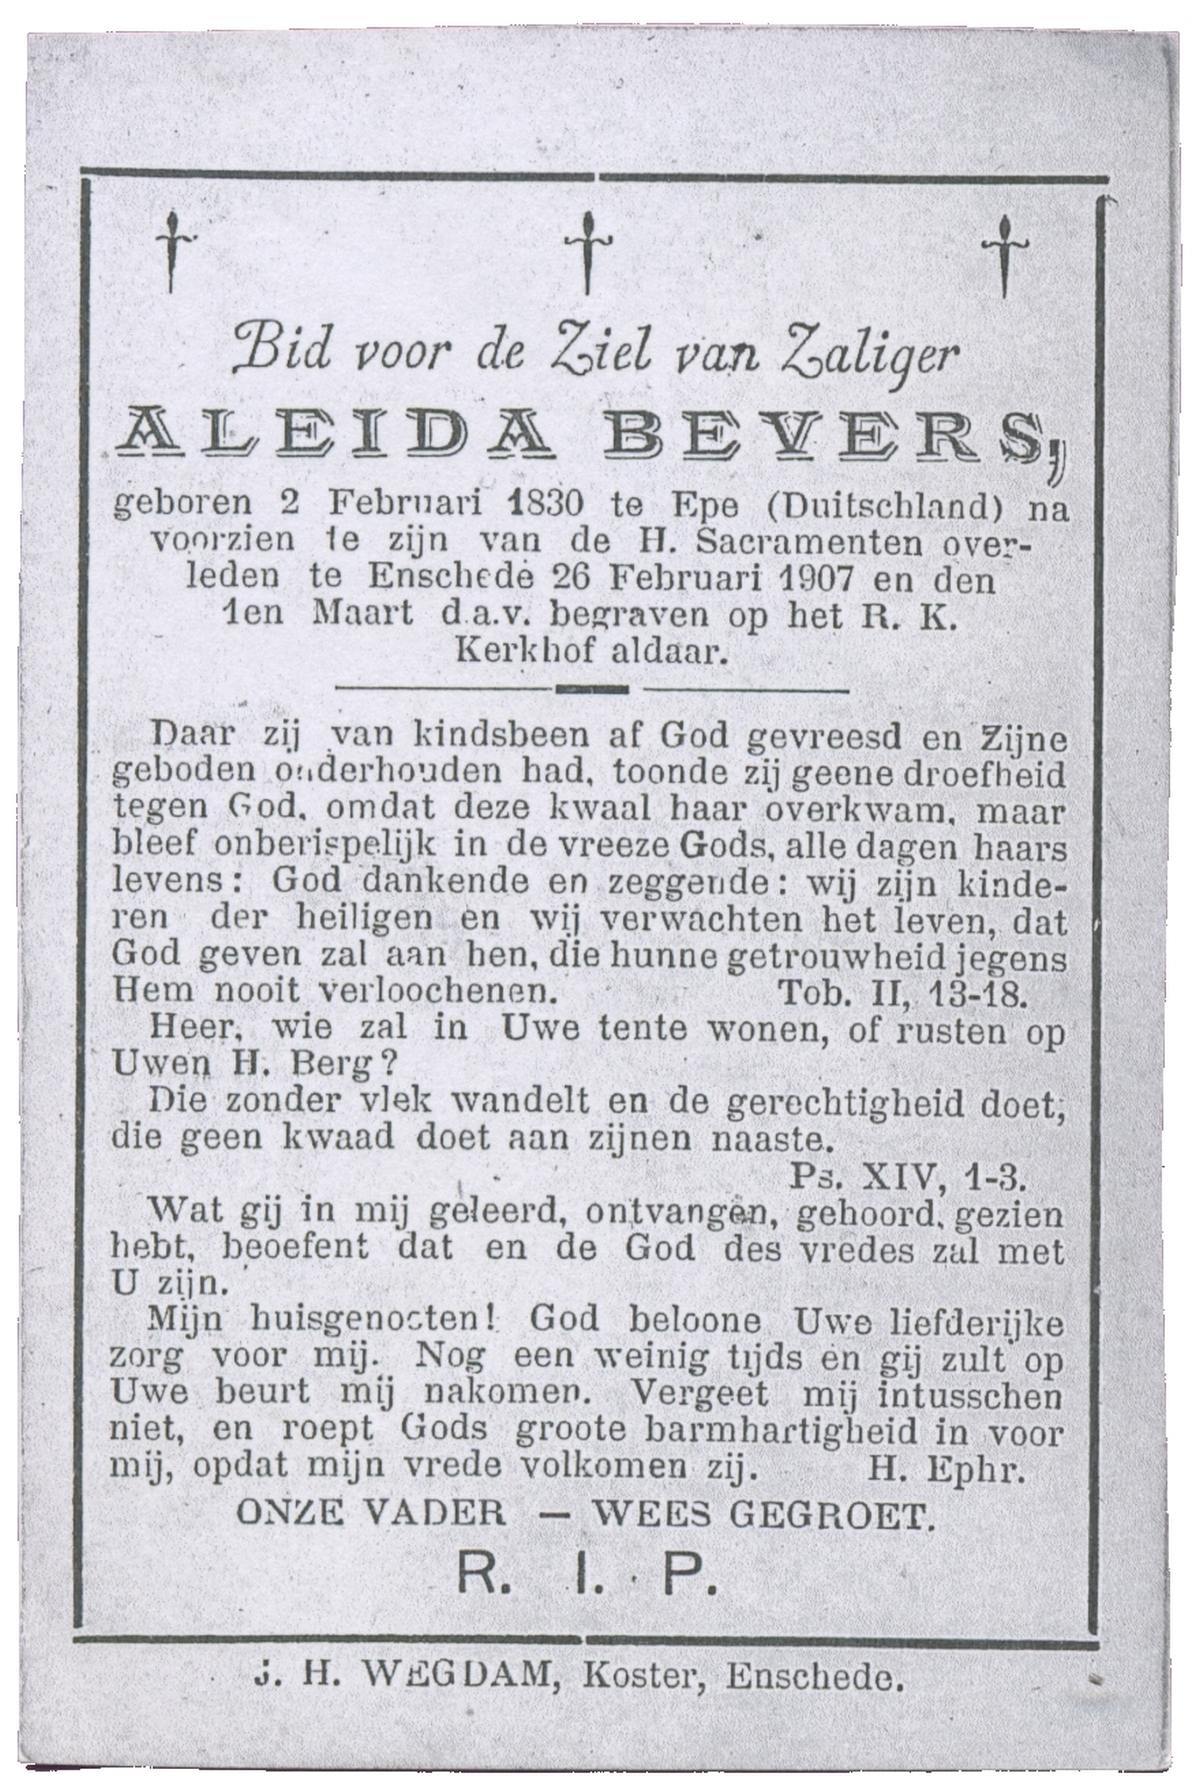 Bid voor de Ziel van Zaliger
ALEIDA BEVERS,
geboren 2 Februari 1830 te Epe (Duitschland) na
voorzien te zijn van de H. Sacramenten over-
leden te Enschede 26 Februari 1907 en den
1en Maart d.a.v. begraven op het R. K.
Kerkhof aldaar.
Daar zij van kindsbeen af God gevreesd en Zijne
geboden onderhouden had, toonde zij geene droefheid
tegen God, omdat deze kwaal haar overkwam, maar
bleef onberispelijk in de vreeze Gods, alle dagen haars
levens: God dankende en zeggende: wij zijn kinde-
ren der heiligen en wij verwachten het leven, dat
God geven zal aan hen, die hunne getrouwheid jegens
Hem nooit verloochenen. Tob. II, 13-18.
Heer, wie zal in Uwe tente wonen, of rusten op
Uwen H. Berg?
Die zonder vlek wandelt en de gerechtigheid doet;
die geen kwaad doet aan zijnen naaste.
Ps. XIV, 1-3.
Wat gij in mij geleerd, ontvangen, gehoord, gezien
hebt, beoefent dat en de God des vredes zal met
U zijn.
Mijn huisgenooten! God beloone Uwe liefderijke
zorg voor mij. Nog een weinig tijds en gij zult op
Uwe beurt mij nakomen. Vergeet mij intusschen
niet, en roept Gods groote barmhartigheid in voor
mij, opdat mijn vrede volkomen zij. H. Ephr.
ONZE VADER — WEES GEGROET.
R. I. P.
J. H. WEGDAM, Koster, Enschede.